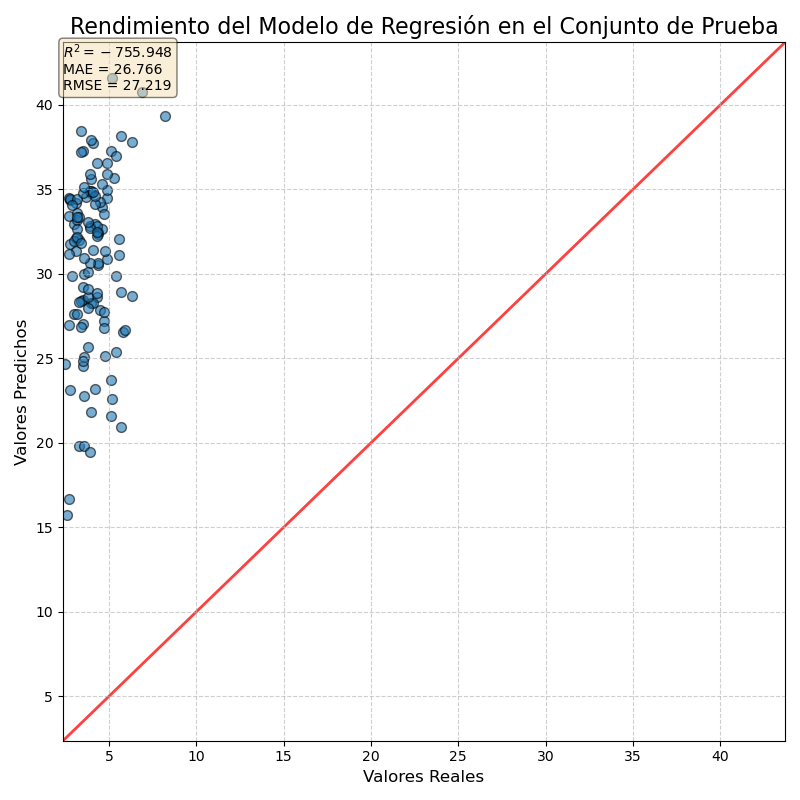 Rendimiento del Modelo de Regresión en el Conjunto de Prueba
R² = − 755.948
MAE = 26.766
RMSE = 27.219
Valores Predichos
40
35
30
25
20
15
10
5
5 10 15 20 25 30 35 40
Valores Reales